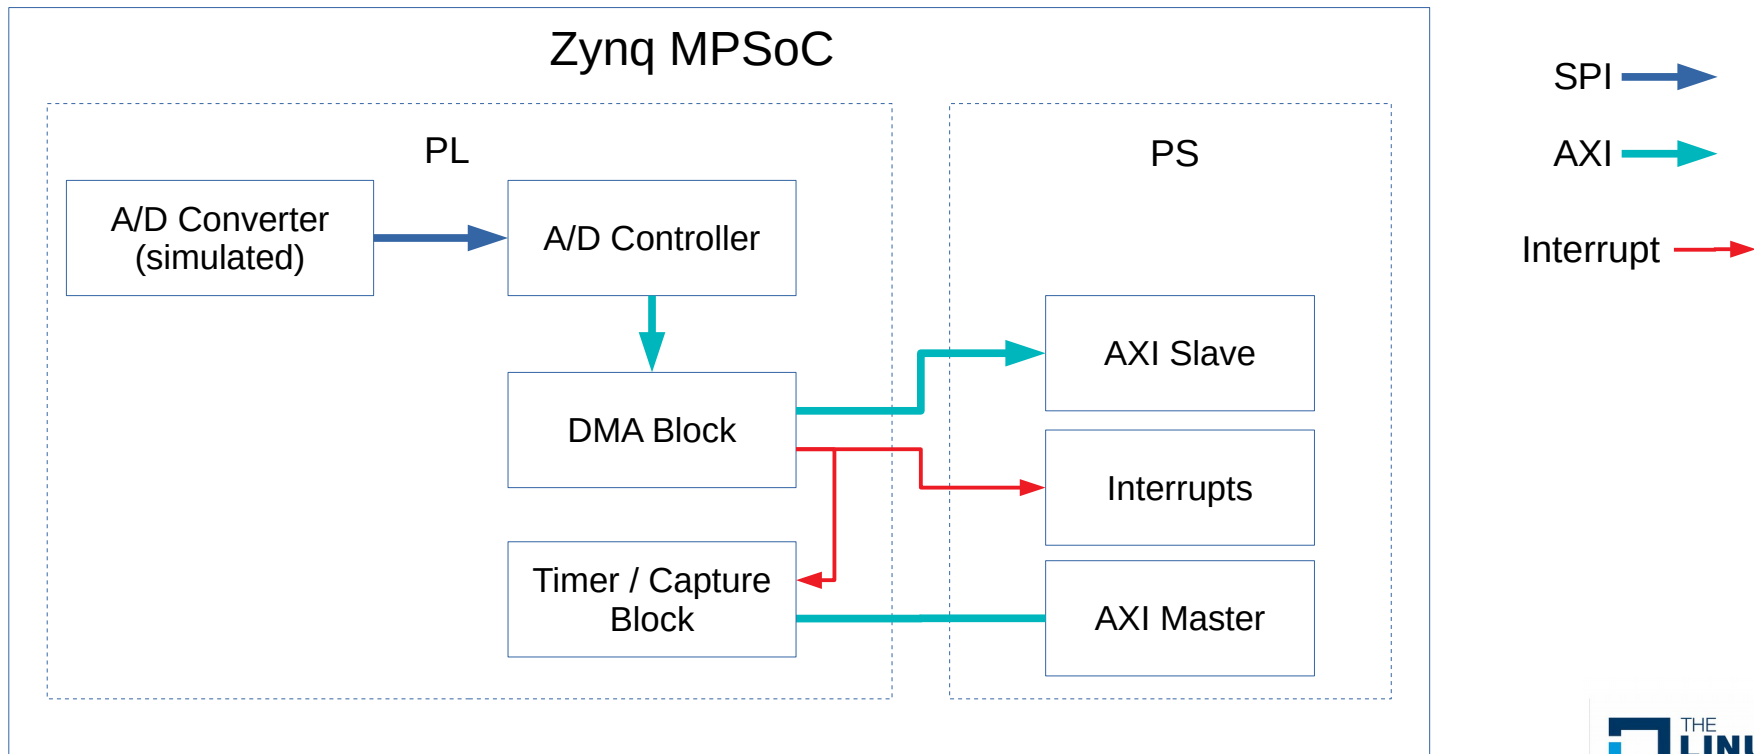 Zynq MPSoC
PL
PS
A/D Converter
(simulated)
A/D Controller
DMA Block
Timer / Capture
Block
AXI Slave
Interrupts
AXI Master
SPI
AXI
Interrupt
THE